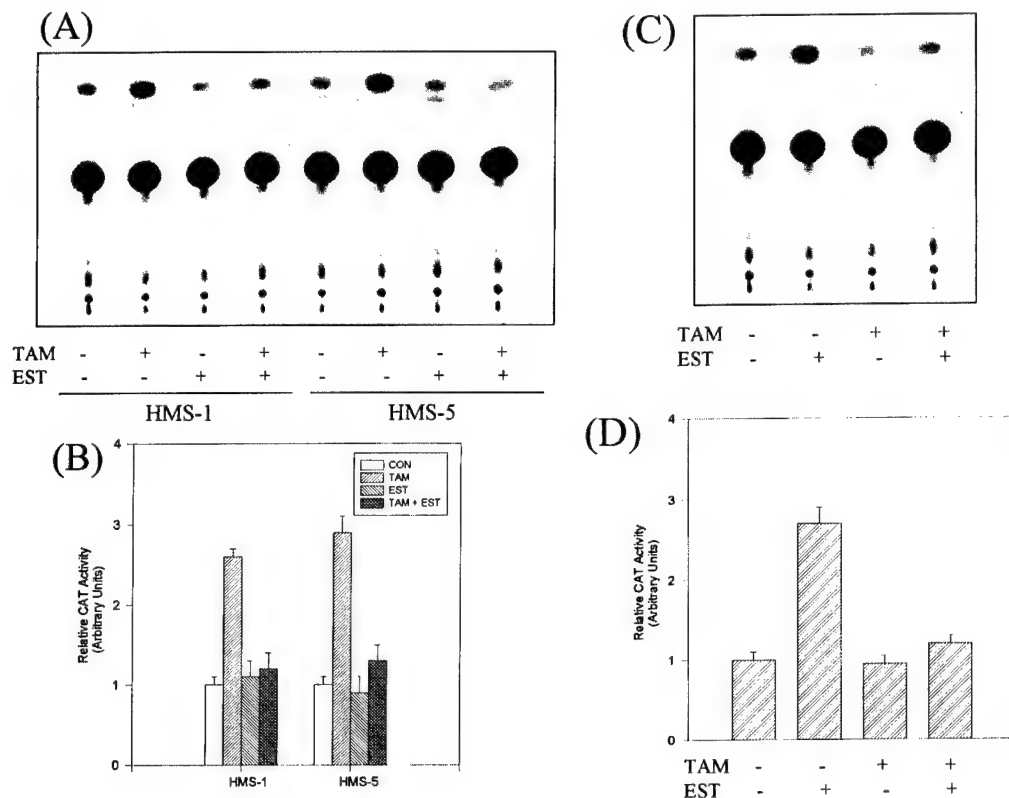 (A)
TAM - + - + - + - +
EST - - + + - - + +
HMS-1 HMS-5
(B)
4
3
2
1
0
Relative CAT Activity
(Arbitrary Units)
CON
TAM
EST
TAM + EST
HMS-1 HMS-5
(C)
TAM - - + +
EST - + - +
(D)
4
3
2
1
0
Relative CAT Activity
(Arbitrary Units)
TAM - - + +
EST - + - +